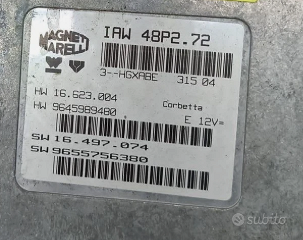 MAGNETI MARELLI
IAW 48P2.72
3--HGXABE 315 04
HW 16.623.004
HW 9645989480 Corbetta
E 12V=
SW 16.497.074
SW 9655756380
subito